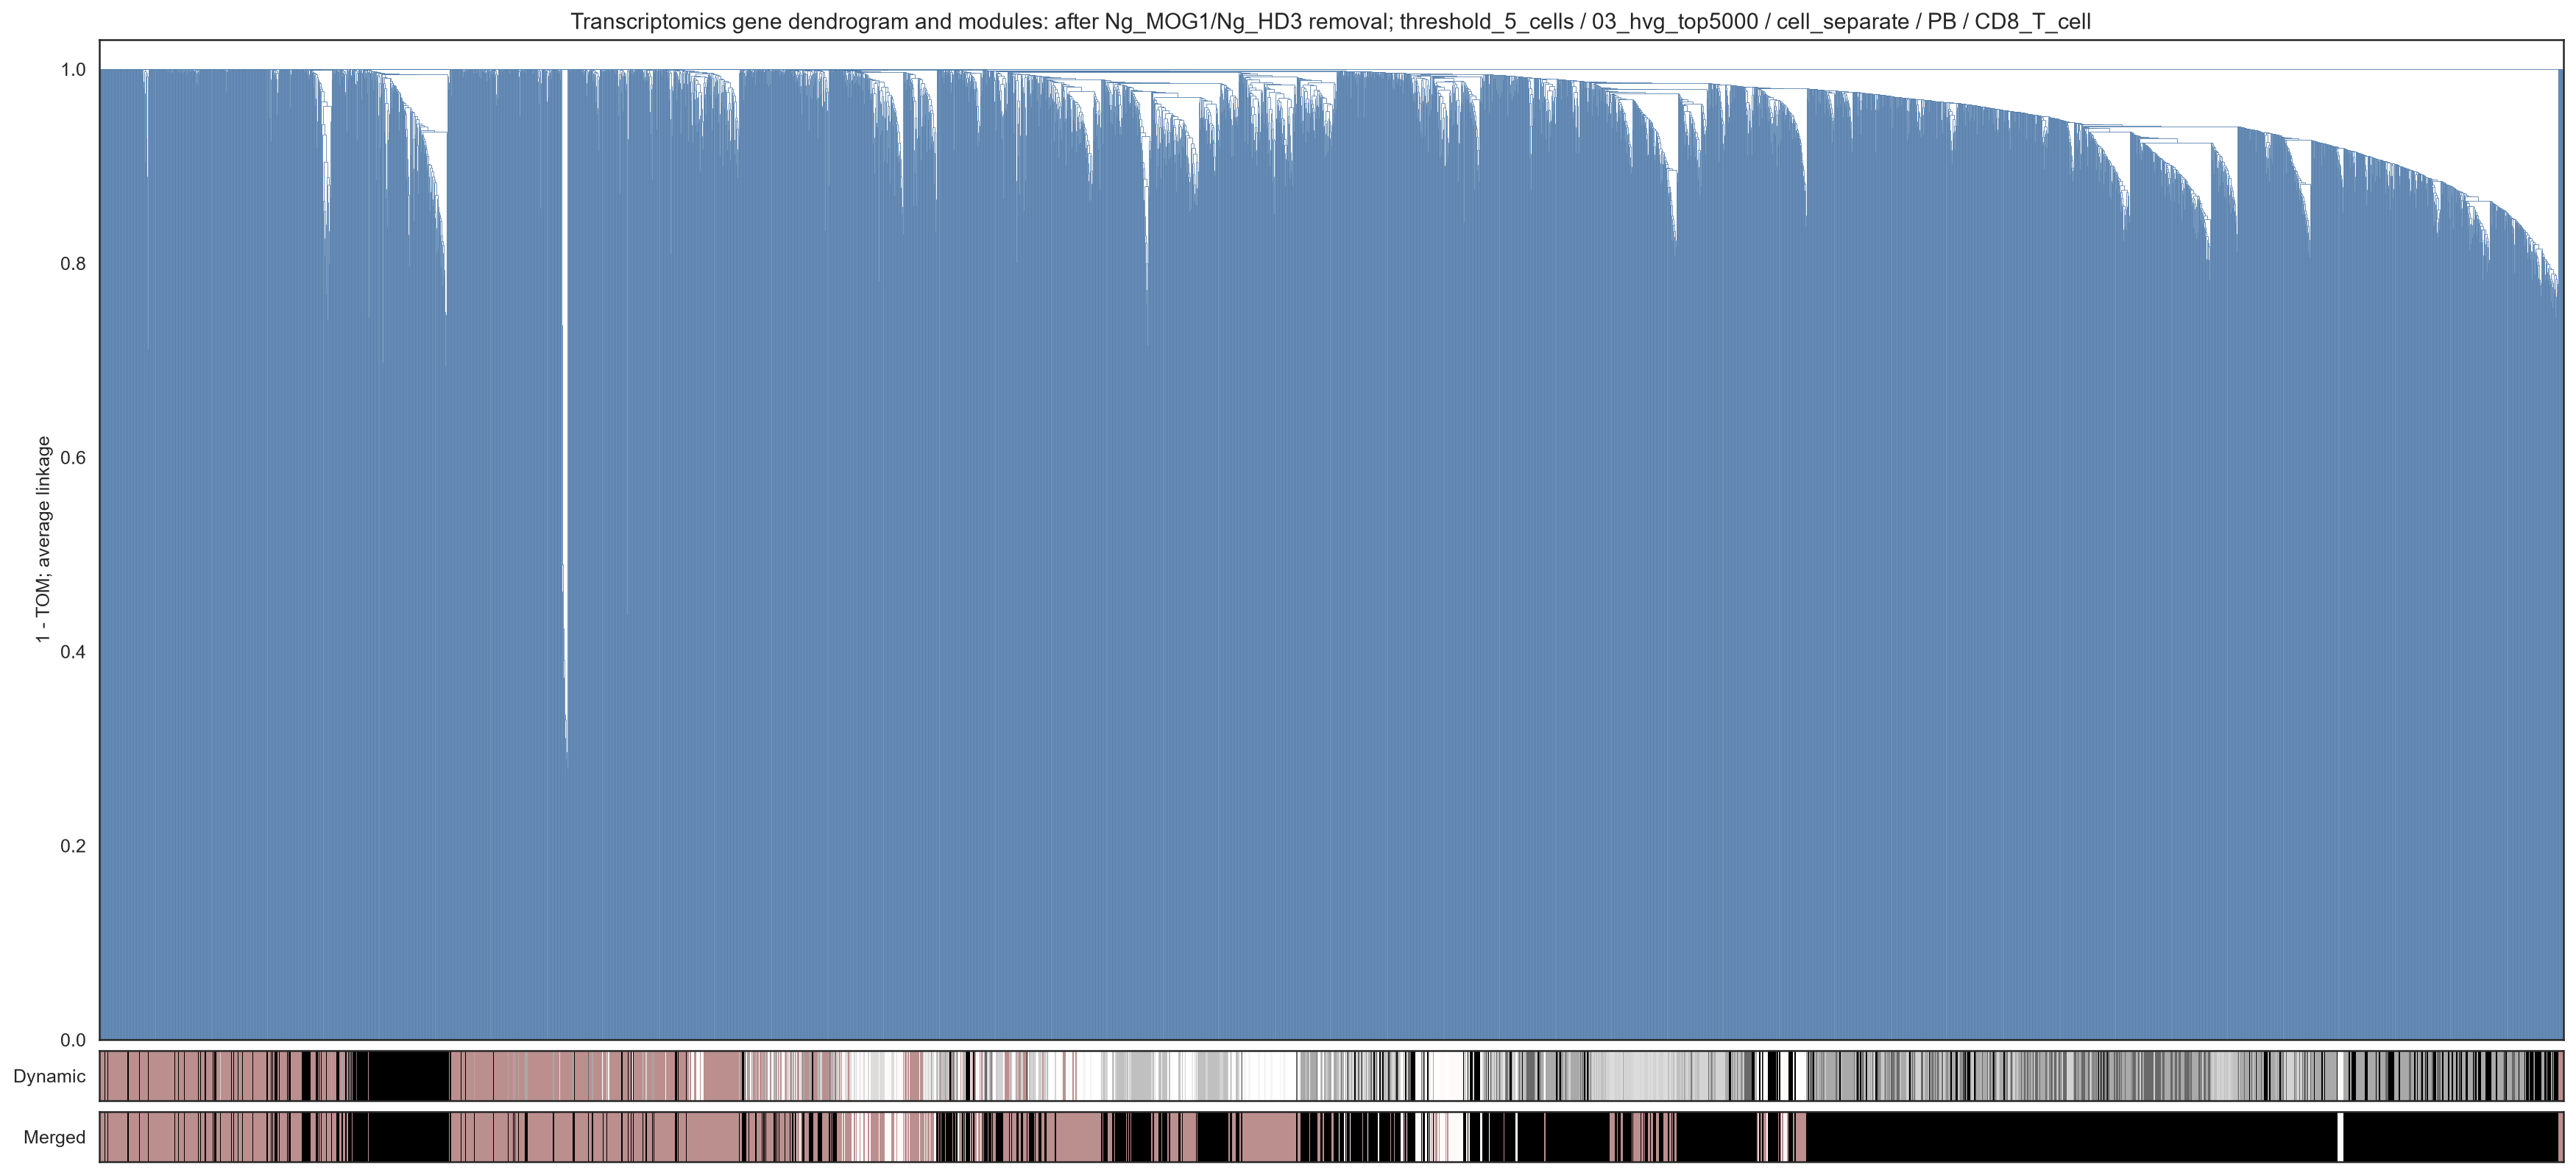 Transcriptomics gene dendrogram and modules: after Ng_MOG1/Ng_HD3 removal; threshold_5_cells / 03_hvg_top5000 / cell_separate / PB / CD8_T_cell
1.0
0.8
0.6
0.4
0.2
0.0
1 - TOM; average linkage
Dynamic
Merged